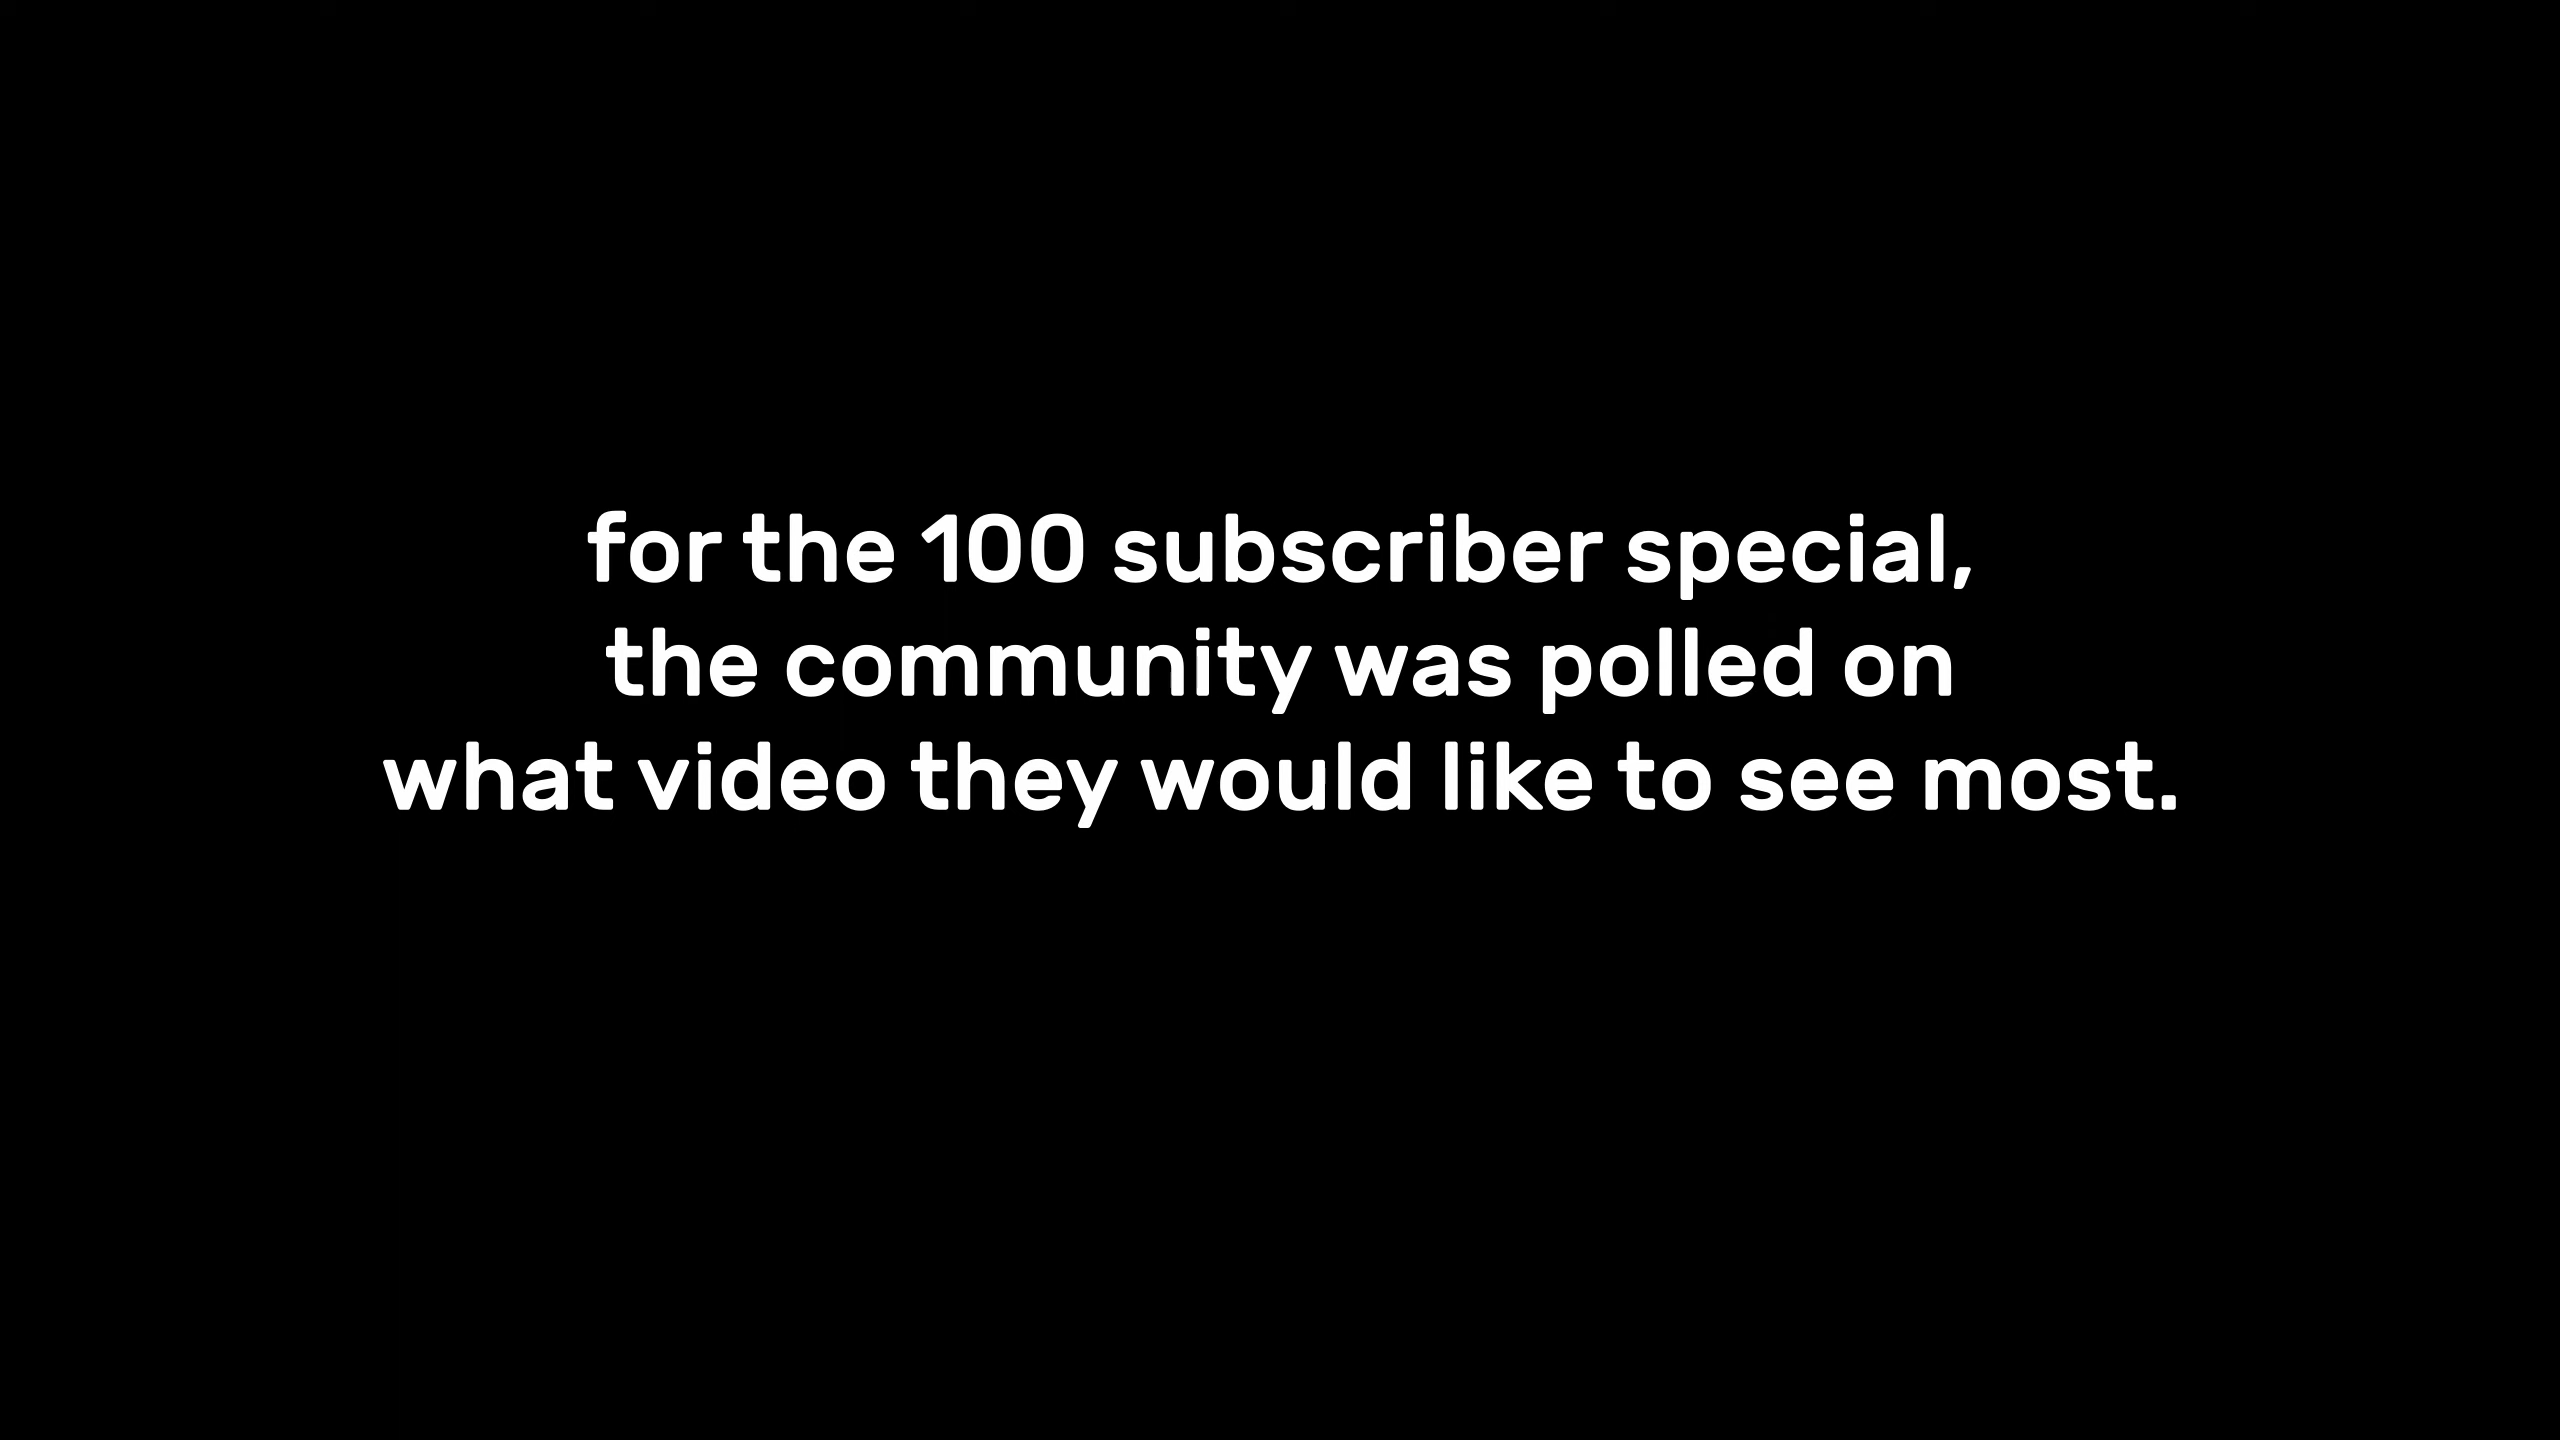 for the 100 subscriber special,
the community was polled on
what video they would like to see most.